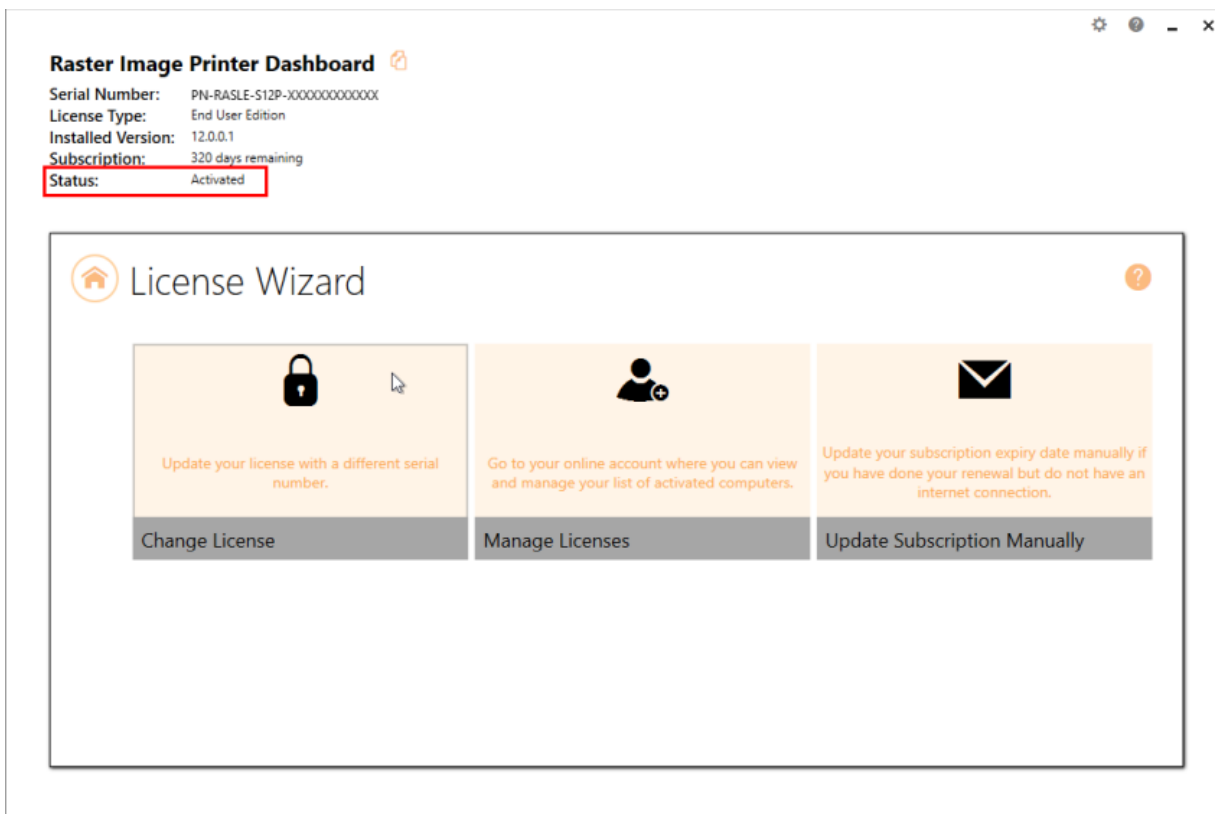 Raster Image Printer Dashboard
Serial Number: PN-RASLE-S12P-XXXXXXXXXXXX
License Type: End User Edition
Installed Version: 12.0.0.1
Subscription: 320 days remaining
Status: Activated
License Wizard
?
Update your license with a different serial
number.
Change License
Go to your online account where you can view
and manage your list of activated computers.
Manage Licenses
Update your subscription expiry date manually if
you have done your renewal but do not have an
internet connection.
Update Subscription Manually